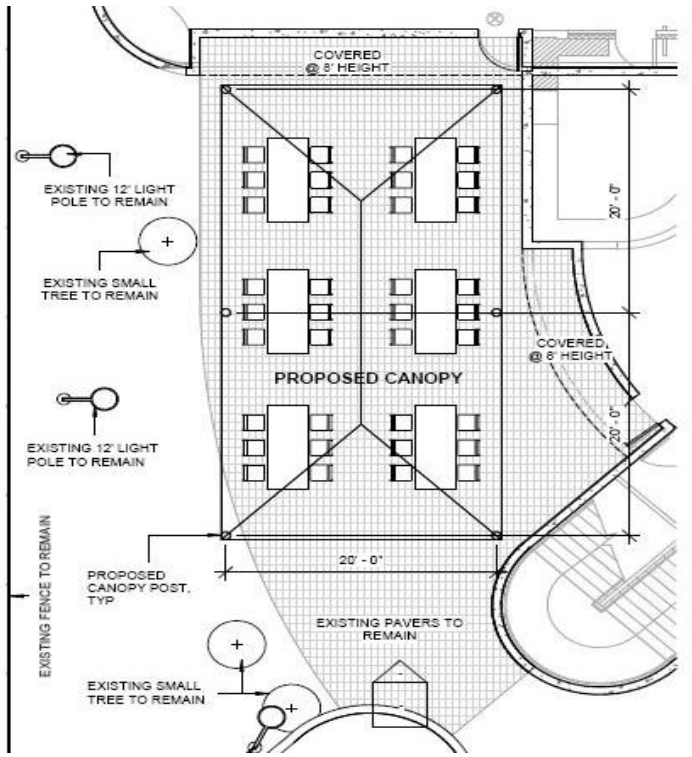 COVERED
@ 8' HEIGHT
EXISTING 12' LIGHT
POLE TO REMAIN
20' - 0"
EXISTING SMALL
TREE TO REMAIN
COVERED
@ 8' HEIGHT
PROPOSED CANOPY
20' - 0"
EXISTING 12' LIGHT
POLE TO REMAIN
EXISTING FENCE TO REMAIN
20' - 0"
PROPOSED
CANOPY POST,
TYP
EXISTING PAVERS TO
REMAIN
EXISTING SMALL
TREE TO REMAIN